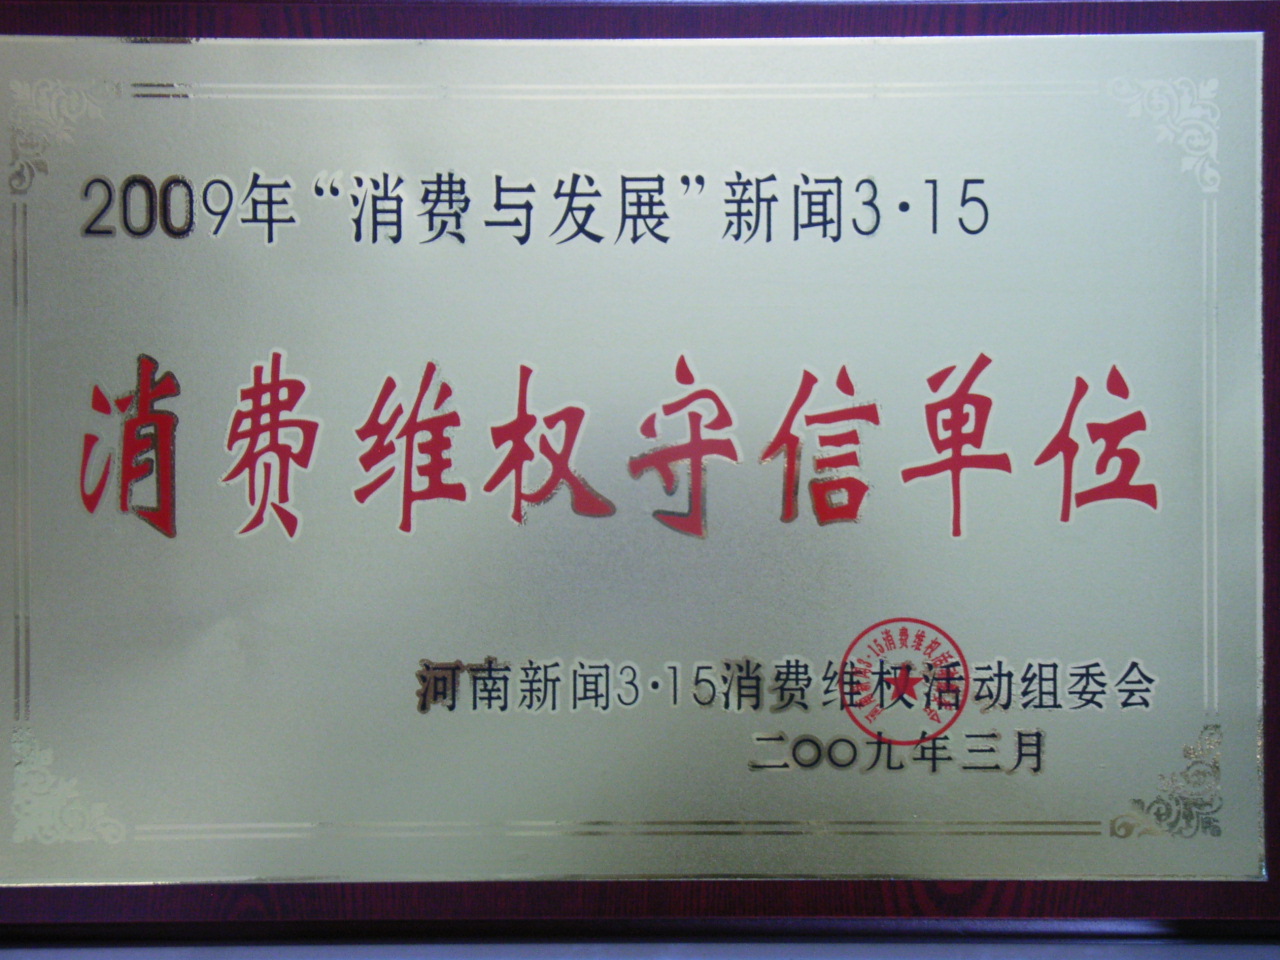 2009年“消费与发展”新闻3·15
消费维权守信单位
河南新闻3·15消费维权活动组委会
二〇〇九年三月